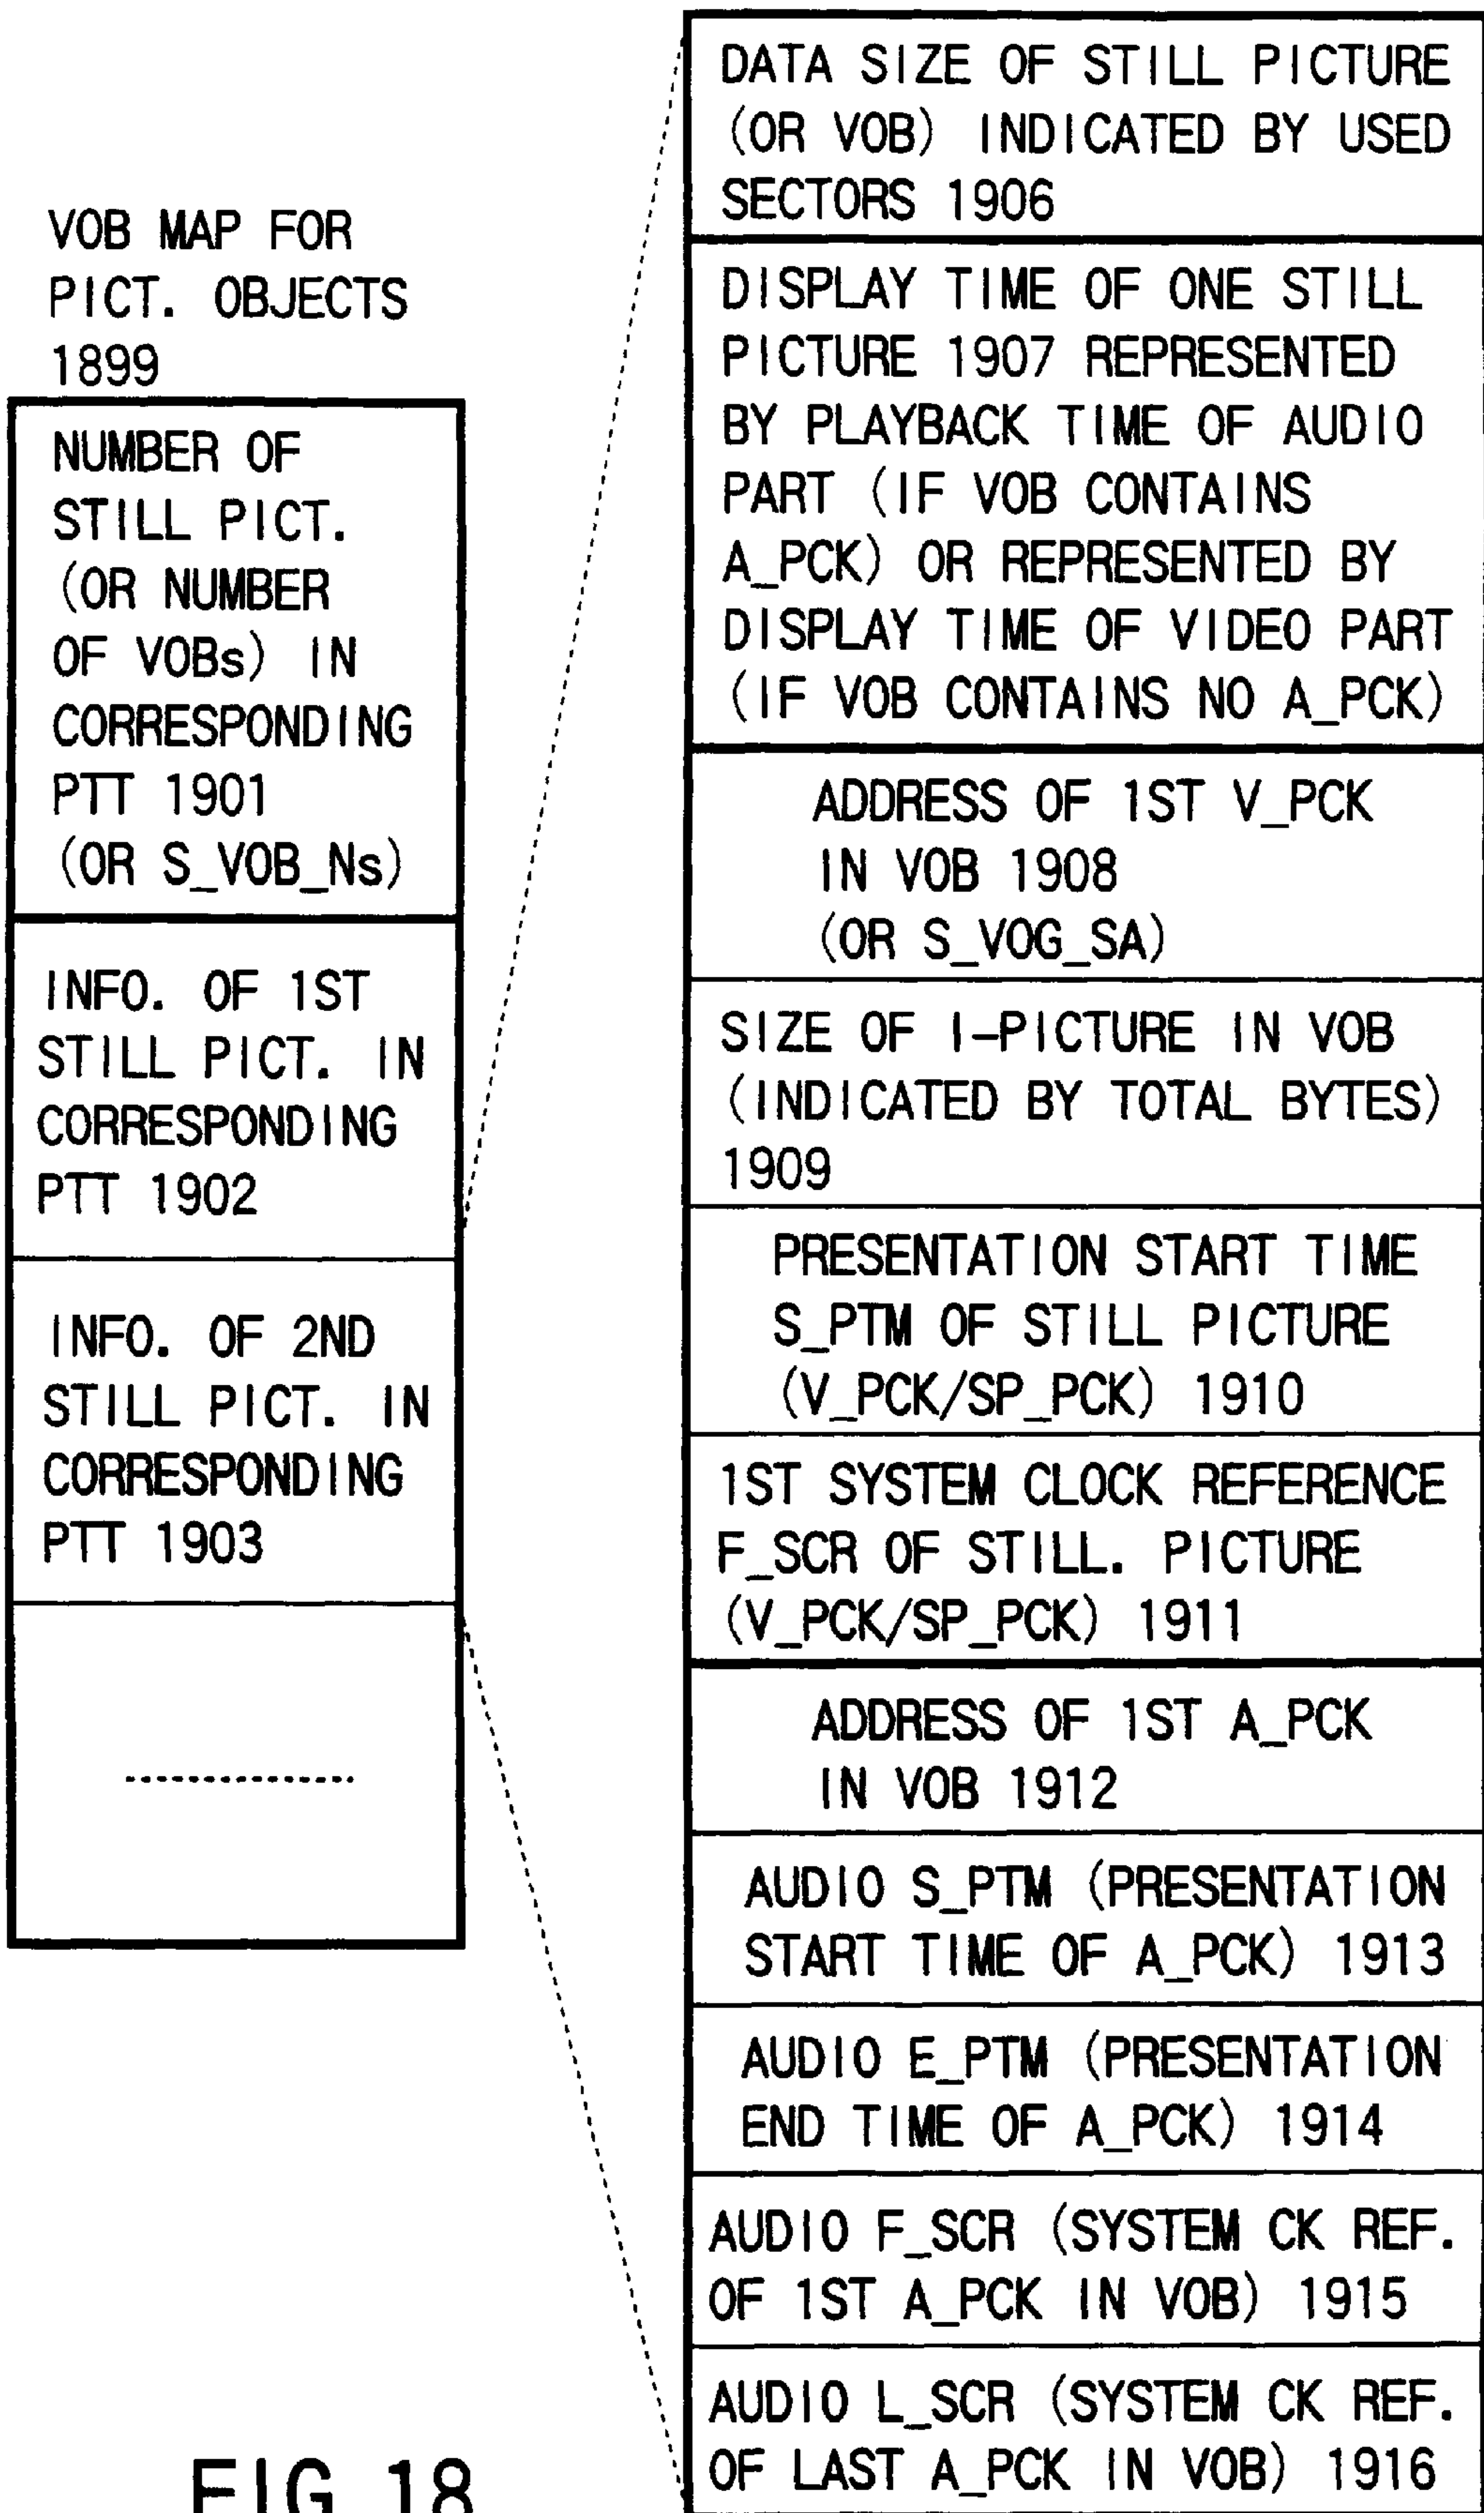 VOB MAP FOR
PICT. OBJECTS
1899
NUMBER OF
STILL PICT.
(OR NUMBER
OF VOBs) IN
CORRESPONDING
PTT 1901
(OR S_VOB_Ns)
INFO. OF 1ST
STILL PICT. IN
CORRESPONDING
PTT 1902
INFO. OF 2ND
STILL PICT. IN
CORRESPONDING
PTT 1903
DATA SIZE OF STILL PICTURE
(OR VOB) INDICATED BY USED
SECTORS 1906
DISPLAY TIME OF ONE STILL
PICTURE 1907 REPRESENTED
BY PLAYBACK TIME OF AUDIO
PART (IF VOB CONTAINS
A_PCK) OR REPRESENTED BY
DISPLAY TIME OF VIDEO PART
(IF VOB CONTAINS NO A_PCK)
ADDRESS OF 1ST V_PCK
IN VOB 1908
(OR S_VOG_SA)
SIZE OF I-PICTURE IN VOB
(INDICATED BY TOTAL BYTES)
1909
PRESENTATION START TIME
S_PTM OF STILL PICTURE
(V_PCK/SP_PCK) 1910
1ST SYSTEM CLOCK REFERENCE
F_SCR OF STILL. PICTURE
(V_PCK/SP_PCK) 1911
ADDRESS OF 1ST A_PCK
IN VOB 1912
AUDIO S_PTM (PRESENTATION
START TIME OF A_PCK) 1913
AUDIO E_PTM (PRESENTATION
END TIME OF A_PCK) 1914
AUDIO F_SCR (SYSTEM CK REF.
OF 1ST A_PCK IN VOB) 1915
AUDIO L_SCR (SYSTEM CK REF.
OF LAST A_PCK IN VOB) 1916
FIG. 18